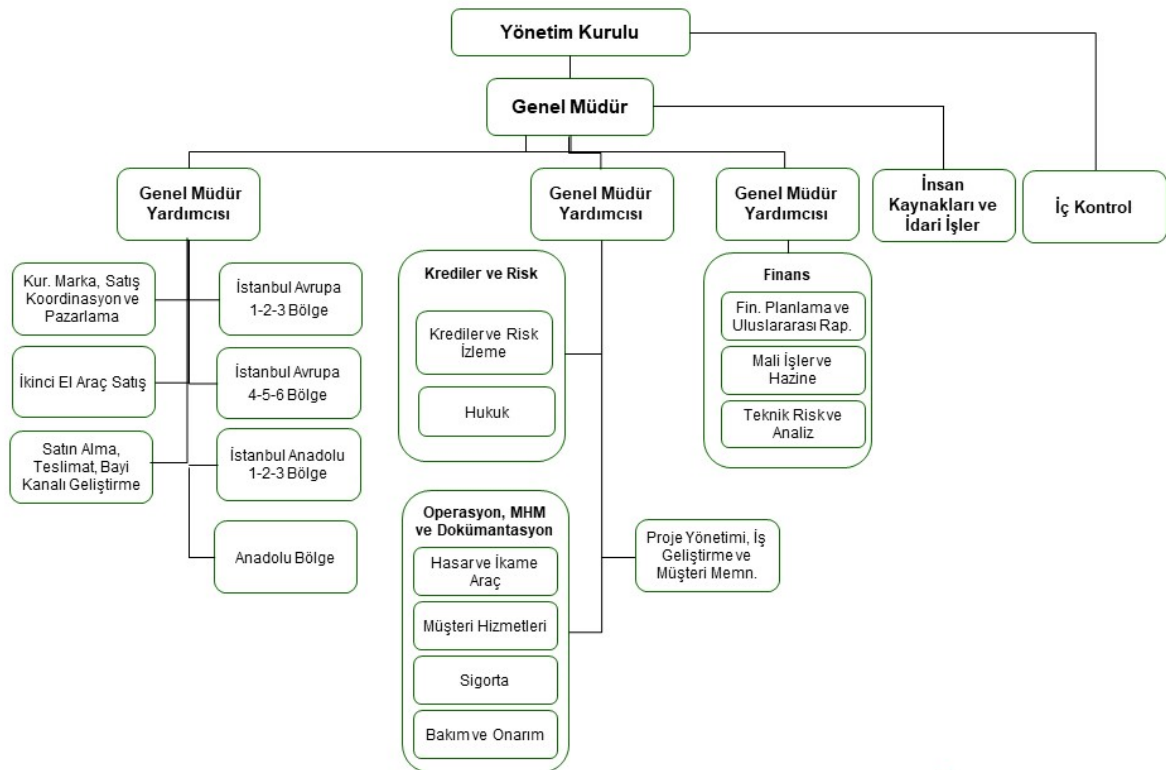 Yönetim Kurulu
Genel Müdür
Genel Müdür
Yardımcısı
Genel Müdür
Yardımcısı
Genel Müdür
Yardımcısı
İnsan
Kaynakları ve
İdari İşler
İç Kontrol
Kur. Marka, Satış
Koordinasyon ve
Pazarlama
İkinci El Araç Satış
Satın Alma,
Teslimat, Bayi
Kanalı Geliştirme
İstanbul Avrupa
1-2-3 Bölge
İstanbul Avrupa
4-5-6 Bölge
İstanbul Anadolu
1-2-3 Bölge
Anadolu Bölge
Krediler ve Risk
Krediler ve Risk
İzleme
Hukuk
Operasyon, MHM
ve Dokümantasyon
Hasar ve İkame
Araç
Müşteri Hizmetleri
Sigorta
Bakım ve Onarım
Proje Yönetimi, İş
Geliştirme ve
Müşteri Memn.
Finans
Fin. Planlama ve
Uluslararası Rap.
Mali İşler ve
Hazine
Teknik Risk ve
Analiz